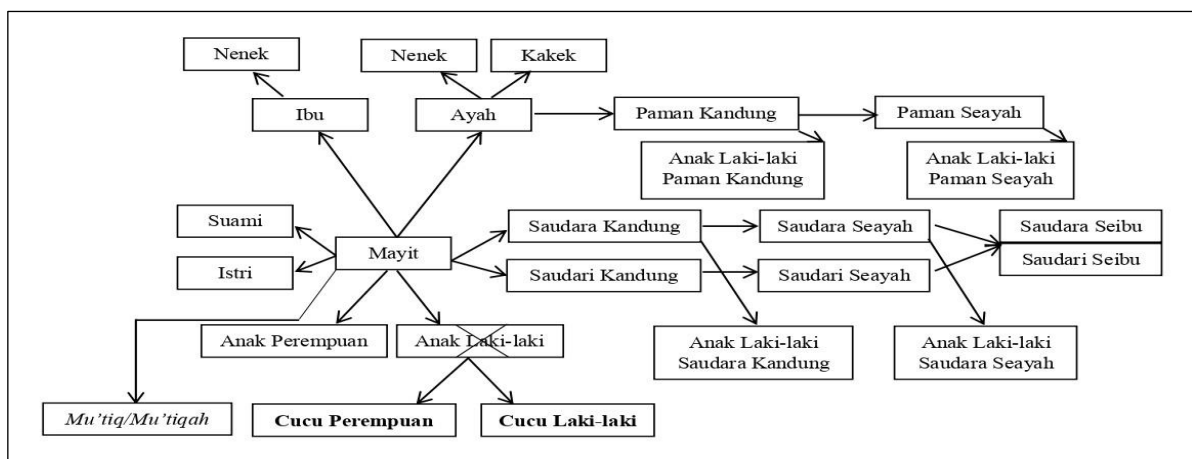 Nenek
Nenek
Kakek
Ibu
Ayah
Paman Kandung
Paman Seayah
Anak Laki-laki
Paman Kandung
Anak Laki-laki
Paman Seayah
Suami
Saudara Kandung
Saudara Seayah
Saudara Seibu
Mayit
Istri
Saudari Kandung
Saudari Seayah
Saudari Seibu
Anak Perempuan
Anak Laki-laki
Anak Laki-laki
Saudara Kandung
Anak Laki-laki
Saudara Seayah
Mu’tiq/Mu’tiqah
Cucu Perempuan
Cucu Laki-laki